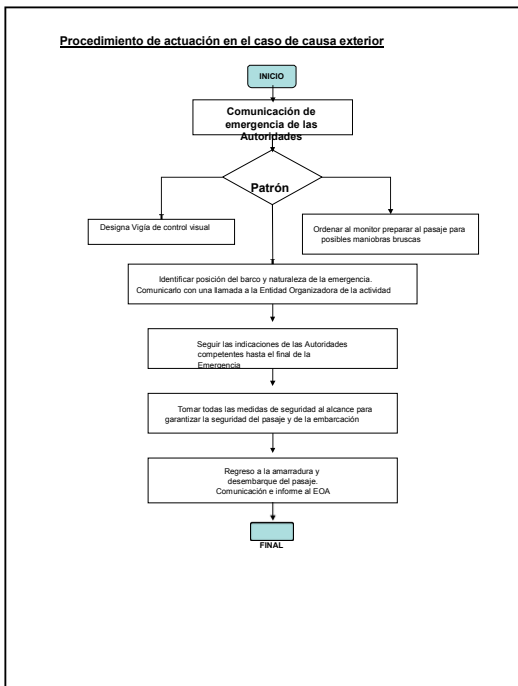 Procedimiento de actuación en el caso de causa exterior
INICIO
Comunicación de
emergencia de las
Autoridades
Patrón
Designa Vigía de control visual
Ordenar al monitor preparar al pasaje para
posibles maniobras bruscas
Identificar posición del barco y naturaleza de la emergencia.
Comunicarlo con una llamada a la Entidad Organizadora de la actividad
Seguir las indicaciones de las Autoridades
competentes hasta el final de la
Emergencia
Tomar todas las medidas de seguridad al alcance para
garantizar la seguridad del pasaje y de la embarcación
Regreso a la amarradura y
desembarque del pasaje.
Comunicación e informe al EOA
FINAL